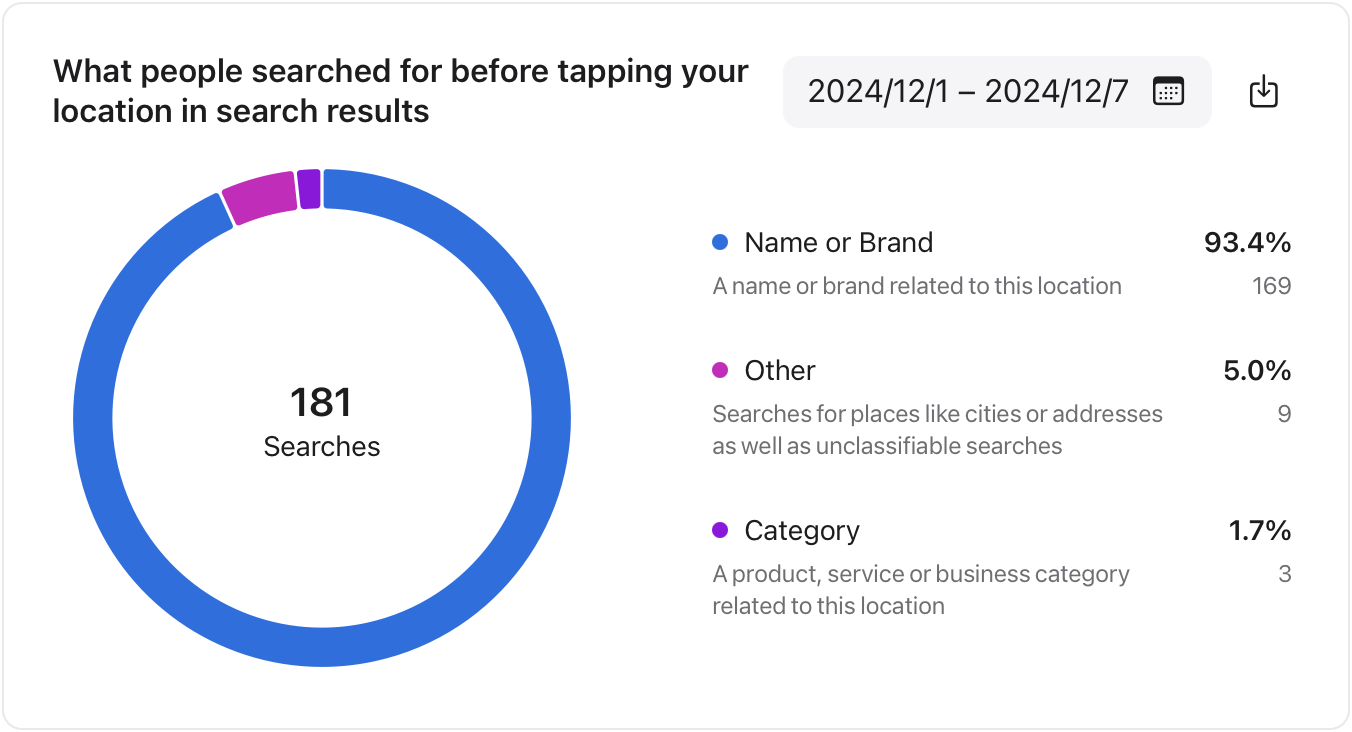 What people searched for before tapping your
location in search results
2024/12/1 – 2024/12/7
181
Searches
Name or Brand
93.4%
A name or brand related to this location
169
Other
5.0%
Searches for places like cities or addresses
9
as well as unclassifiable searches
Category
1.7%
A product, service or business category
3
related to this location